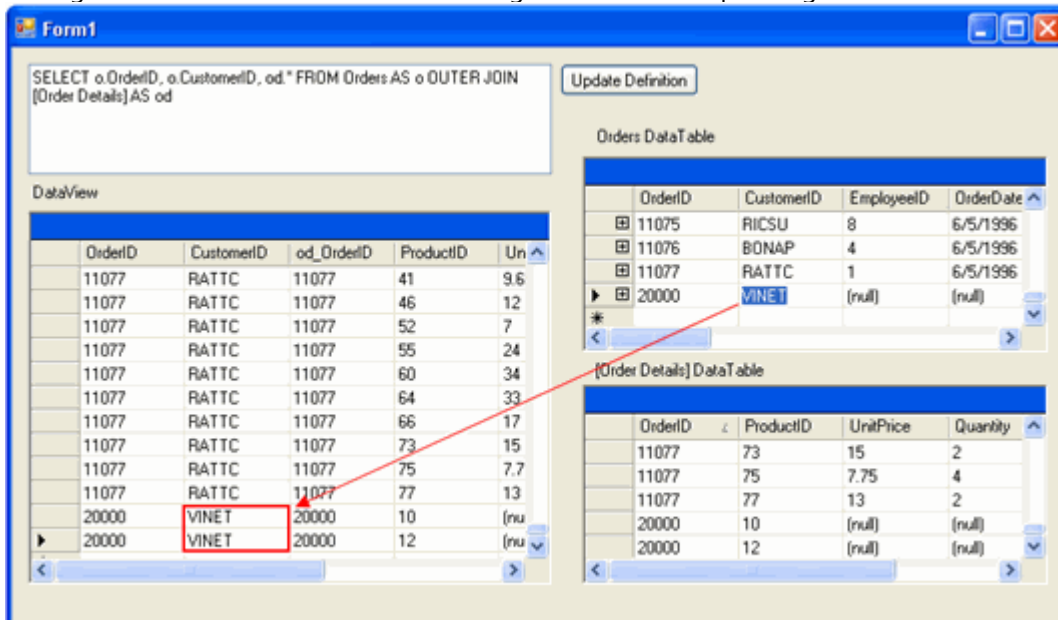 Form1
SELECT o.OrderID, o.CustomerID, od.* FROM Orders AS o OUTER JOIN
[Order Details] AS od
Update Definition
DataView
OrderID CustomerID od_OrderID ProductID Un
11077 RATTC 11077 41 9.6
11077 RATTC 11077 46 12
11077 RATTC 11077 52 7
11077 RATTC 11077 55 24
11077 RATTC 11077 60 34
11077 RATTC 11077 64 33
11077 RATTC 11077 66 17
11077 RATTC 11077 73 15
11077 RATTC 11077 75 7.7
11077 RATTC 11077 77 13
20000 VINET 20000 10 (nu
20000 VINET 20000 12 (nu
Orders DataTable
OrderID CustomerID EmployeeID OrderDate
11075 RICSU 8 6/5/1996
11076 BONAP 4 6/5/1996
11077 RATTC 1 6/5/1996
20000 VINET (null) (null)
[Order Details] DataTable
OrderID ProductID UnitPrice Quantity
11077 73 15 2
11077 75 7.75 4
11077 77 13 2
20000 10 (null) (null)
20000 12 (null) (null)